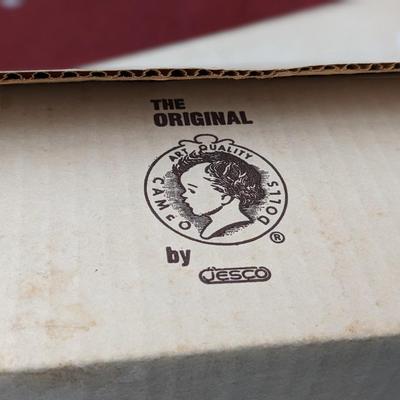 THE
ORIGINAL
ART QUALITY
CAMEO DOLLS
®
by
JESCO